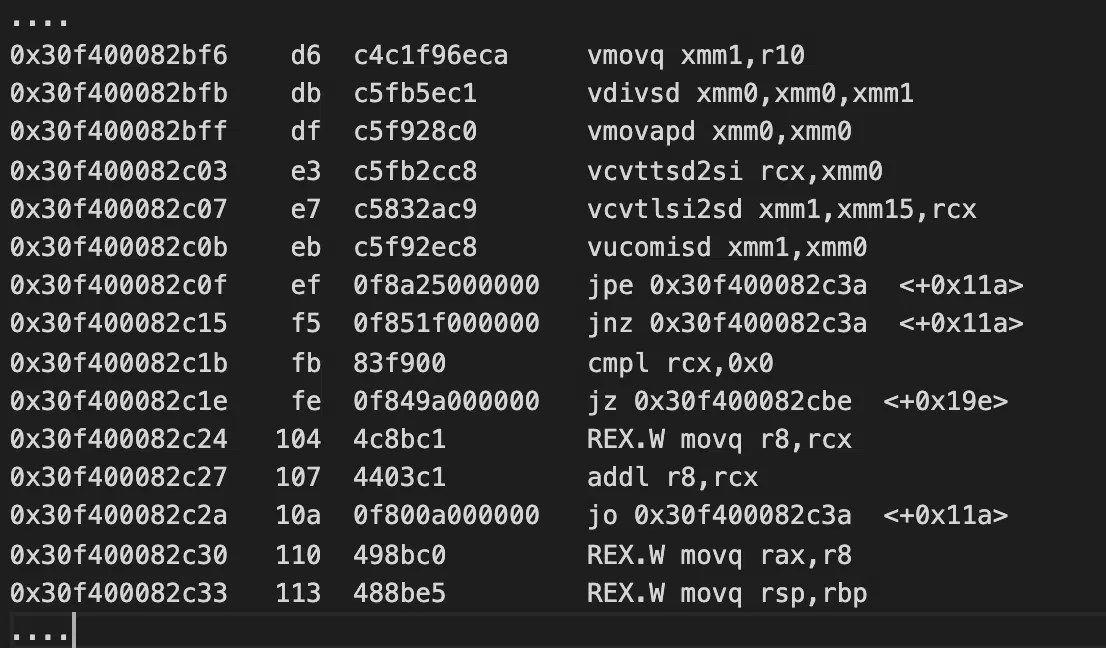 ....
0x30f400082bf6    d6  c4c1f96eca     vmovq xmm1,r10
0x30f400082bfb    db  c5fb5ec1       vdivsd xmm0,xmm0,xmm1
0x30f400082bff    df  c5f928c0       vmovapd xmm0,xmm0
0x30f400082c03    e3  c5fb2cc8       vcvttsd2si rcx,xmm0
0x30f400082c07    e7  c5832ac9       vcvtlsi2sd xmm1,xmm15,rcx
0x30f400082c0b    eb  c5f92ec8       vucomisd xmm1,xmm0
0x30f400082c0f    ef  0f8a25000000   jpe 0x30f400082c3a  <+0x11a>
0x30f400082c15    f5  0f851f000000   jnz 0x30f400082c3a  <+0x11a>
0x30f400082c1b    fb  83f900         cmpl rcx,0x0
0x30f400082c1e    fe  0f849a000000   jz 0x30f400082cbe  <+0x19e>
0x30f400082c24   104  4c8bc1         REX.W movq r8,rcx
0x30f400082c27   107  4403c1         addl r8,rcx
0x30f400082c2a   10a  0f800a000000   jo 0x30f400082c3a  <+0x11a>
0x30f400082c30   110  498bc0         REX.W movq rax,r8
0x30f400082c33   113  488be5         REX.W movq rsp,rbp
....